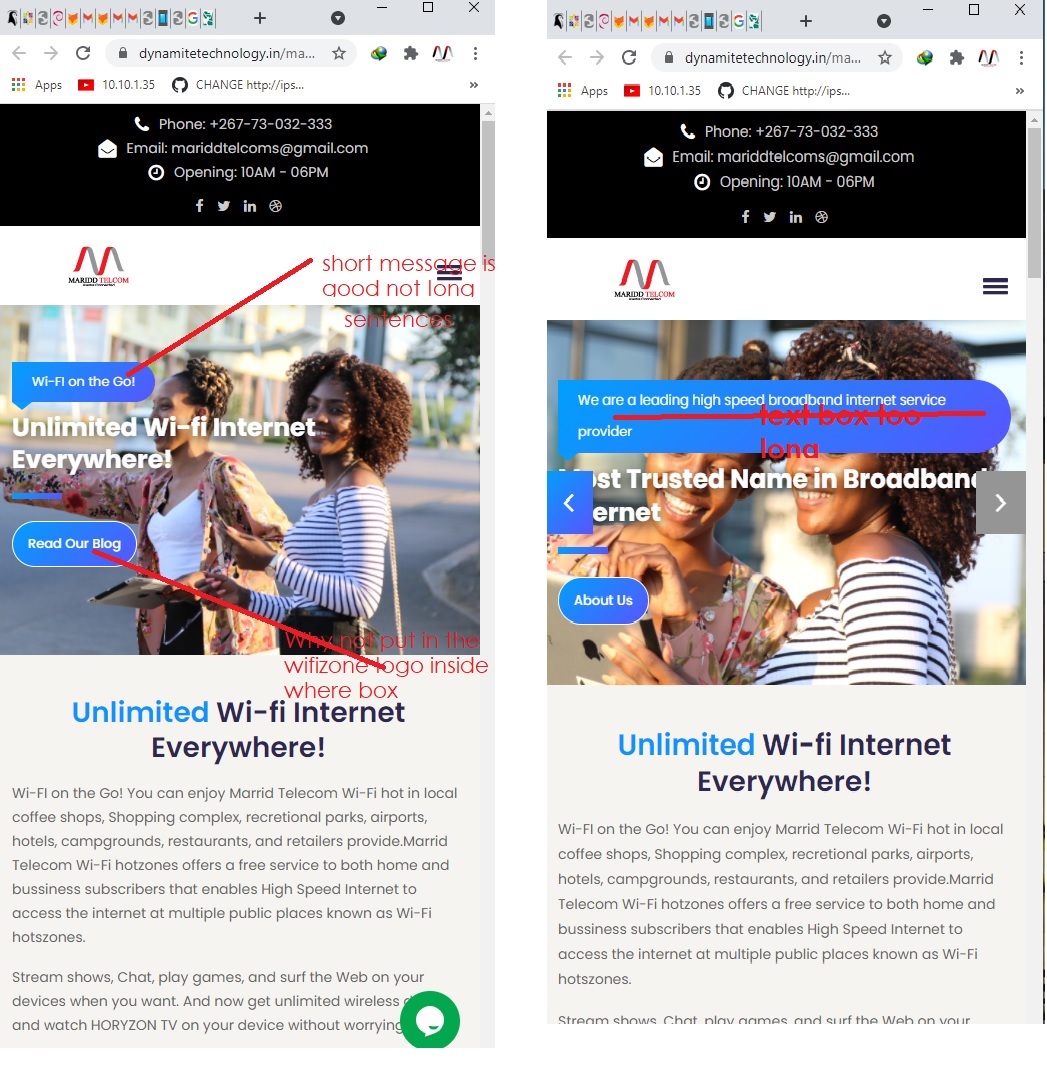 dynamitetechnology.in/ma...
Apps
10.10.1.35
CHANGE http://ips...
»
Phone: +267-73-032-333
Email: mariddtelcoms@gmail.com
Opening: 10AM - 06PM
MARIDD TELCOM
short message is
good not long
sentences
Wi-FI on the Go!
Unlimited Wi-fi Internet
Everywhere!
Read Our Blog
Why not put in the
wifizone logo inside
where box
Unlimited Wi-fi Internet
Everywhere!
Wi-FI on the Go! You can enjoy Marrid Telecom Wi-Fi hot in local
coffee shops, Shopping complex, recretional parks, airports,
hotels, campgrounds, restaurants, and retailers provide.Marrid
Telecom Wi-Fi hotzones offers a free service to both home and
bussiness subscribers that enables High Speed Internet to
access the internet at multiple public places known as Wi-Fi
hotszones.
Stream shows, Chat, play games, and surf the Web on your
devices when you want. And now get unlimited wireless
and watch HORYZON TV on your device without worrying
dynamitetechnology.in/ma...
Apps
10.10.1.35
CHANGE http://ips...
»
Phone: +267-73-032-333
Email: mariddtelcoms@gmail.com
Opening: 10AM - 06PM
MARIDD TELCOM
We are a leading high speed broadband internet service
provider
text box too
long
Most Trusted Name in Broadband
Internet
About Us
Unlimited Wi-fi Internet
Everywhere!
Wi-FI on the Go! You can enjoy Marrid Telecom Wi-Fi hot in local
coffee shops, Shopping complex, recretional parks, airports,
hotels, campgrounds, restaurants, and retailers provide.Marrid
Telecom Wi-Fi hotzones offers a free service to both home and
bussiness subscribers that enables High Speed Internet to
access the internet at multiple public places known as Wi-Fi
hotszones.
Stream shows, Chat, play games, and surf the Web on your